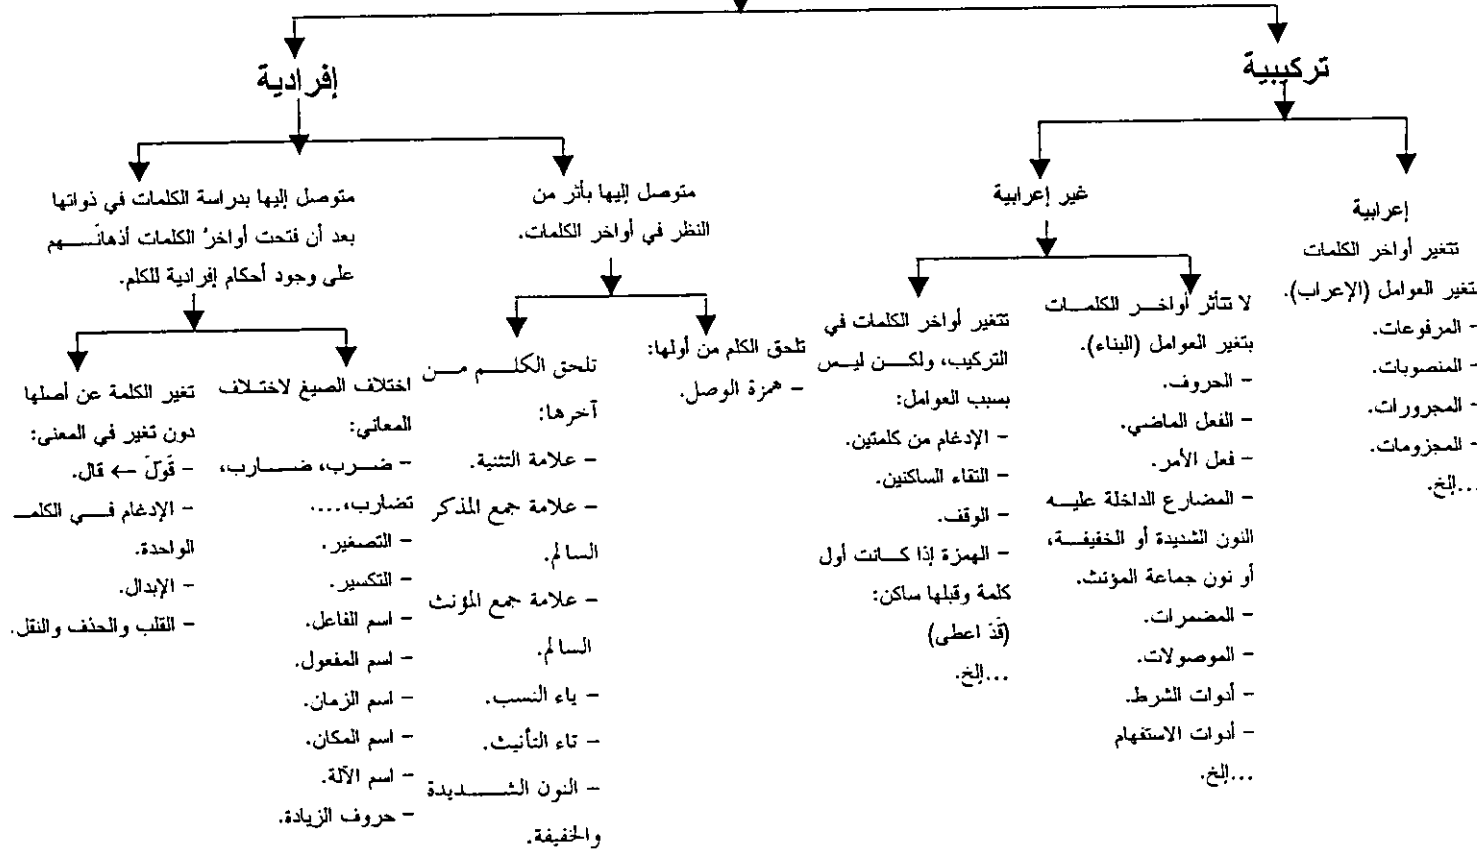 تركيبية
إعرابية
تتغير أواخر الكلمات
بتغير العوامل (الإعراب).
- المرفوعات.
- المنصوبات.
- المجرورات.
- المجزومات.
...إلخ.
غير إعرابية
لا تتأثر أواخر الكلمات
بتغير العوامل (البناء).
- الحروف.
- الفعل الماضي.
- فعل الأمر.
- المضارع الداخلة عليه
النون الشديدة أو الخفيفة،
أو نون جماعة المؤنث.
- المضمرات.
- الموصولات.
- أدوات الشرط.
- أدوات الاستفهام
...إلخ.
تتغير أواخر الكلمات في
التركيب، ولكن ليس
بسبب العوامل:
- الإدغام من كلمتين.
- التقاء الساكنين.
- الوقف.
- الهمزة إذا كانت أول
كلمة وقبلها ساكن:
(قَدَ اعطى)
...إلخ.
إفرادية
متوصل إليها بأثر من
النظر في أواخر الكلمات.
تلحق الكلم من أولها:
- همزة الوصل.
تلحق الكلم من
آخرها:
- علامة التثنية.
- علامة جمع المذكر
السالم.
- علامة جمع المؤنث
السالم.
- ياء النسب.
- تاء التأنيث.
- النون الشديدة
والخفيفة.
متوصل إليها بدراسة الكلمات في ذواتها
بعد أن فتحت أواخرُ الكلمات أذهانَهم
على وجود أحكام إفرادية للكلم.
اختلاف الصيغ لاختلاف
المعاني:
- ضرب، ضارب،
تضارب،....
- التصغير.
- التكسير.
- اسم الفاعل.
- اسم المفعول.
- اسم الزمان.
- اسم المكان.
- اسم الآلة.
- حروف الزيادة.
تغير الكلمة عن أصلها
دون تغير في المعنى:
- قَوَلَ ← قال.
- الإدغام في الكلمـ
الواحدة.
- الإبدال.
- القلب والحذف والنقل.